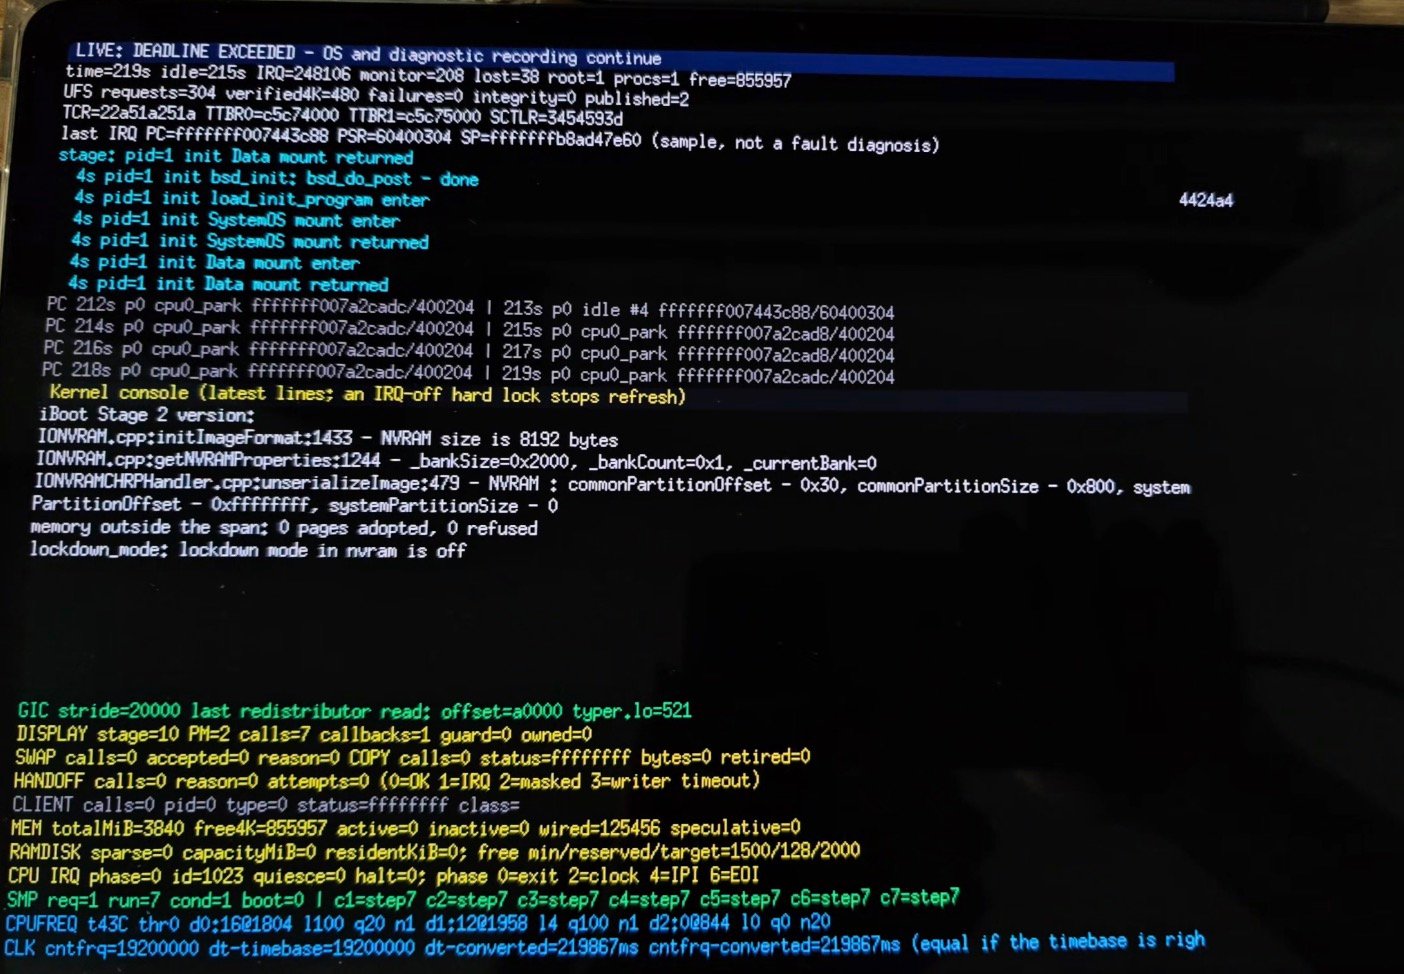 LIVE: DEADLINE EXCEEDED - OS and diagnostic recording continue
time=219s idle=215s IRQ=248106 monitor=208 lost=38 root=1 procs=1 free=855957
UFS requests=304 verified4K=480 failures=0 integrity=0 published=2
TCR=22a51a251a TTBR0=c5c74000 TTBR1=c5c75000 SCTLR=3454593d
last IRQ PC=fffffff007443c88 PSR=60400304 SP=fffffffb8ad47e60 (sample, not a fault diagnosis)
stage: pid=1 init Data mount returned
4s pid=1 init bsd_init: bsd_do_post - done
4s pid=1 init load_init_program enter
4424a4
4s pid=1 init SystemOS mount enter
4s pid=1 init SystemOS mount returned
4s pid=1 init Data mount enter
4s pid=1 init Data mount returned
PC 212s p0 cpu0_park fffffff007a2cadc/400204 | 213s p0 idle #4 fffffff007443c88/60400304
PC 214s p0 cpu0_park fffffff007a2cadc/400204 | 215s p0 cpu0_park fffffff007a2cad8/400204
PC 216s p0 cpu0_park fffffff007a2cadc/400204 | 217s p0 cpu0_park fffffff007a2cad8/400204
PC 218s p0 cpu0_park fffffff007a2cadc/400204 | 219s p0 cpu0_park fffffff007a2cadc/400204
Kernel console (latest lines; an IRQ-off hard lock stops refresh)
iBoot Stage 2 version:
IONVRAM.cpp:initImageFormat:1433 - NVRAM size is 8192 bytes
IONVRAM.cpp:getNVRAMProperties:1244 - _bankSize=0x2000, _bankCount=0x1, _currentBank=0
IONVRAMCHRPHandler.cpp:unserializeImage:479 - NVRAM : commonPartitionOffset - 0x30, commonPartitionSize - 0x800, system
PartitionOffset - 0xffffffff, systemPartitionSize - 0
memory outside the span: 0 pages adopted, 0 refused
lockdown_mode: lockdown mode in nvram is off
GIC stride=20000 last redistributor read: offset=a0000 typer.lo=521
DISPLAY stage=10 PM=2 calls=7 callbacks=1 guard=0 owned=0
SWAP calls=0 accepted=0 reason=0 COPY calls=0 status=ffffffff bytes=0 retired=0
HANDOFF calls=0 reason=0 attempts=0 (0=OK 1=IRQ 2=masked 3=writer timeout)
CLIENT calls=0 pid=0 type=0 status=ffffffff class=
MEM totalMiB=3840 free4K=855957 active=0 inactive=0 wired=125456 speculative=0
RAMDISK sparse=0 capacityMiB=0 residentKiB=0; free min/reserved/target=1500/128/2000
CPU IRQ phase=0 id=1023 quiesce=0 halt=0; phase 0=exit 2=clock 4=IPI 6=EOI
SMP req=1 run=7 cond=1 boot=0 | c1=step7 c2=step7 c3=step7 c4=step7 c5=step7 c6=step7 c7=step7
CPUFREQ t43C thr0 d0:16@1804 l100 q20 n1 d1:12@1958 l4 q100 n1 d2:0@844 l0 q0 n20
CLK cntfrq=19200000 dt-timebase=19200000 dt-converted=219867ms cntfrq-converted=219867ms (equal if the timebase is righ